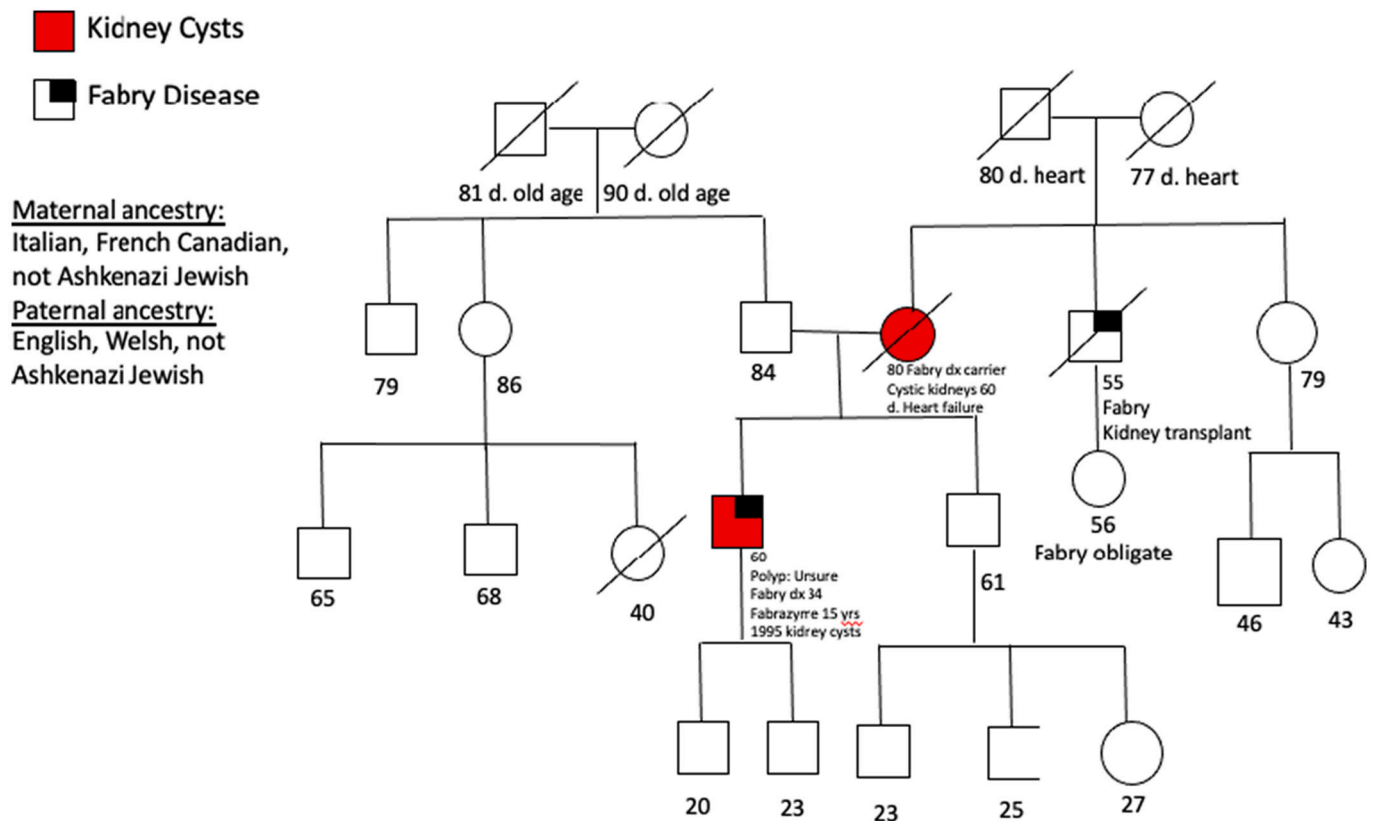 Kidney Cysts
Fabry Disease
Maternal ancestry:
Italian, French Canadian,
not Ashkenazi Jewish
Paternal ancestry:
English, Welsh, not
Ashkenazi Jewish
81 d. old age
90 d. old age
80 d. heart
77 d. heart
79
86
84
80 Fabry dx carrier
Cystic kidneys 60
d. Heart failure
55
Fabry
Kidney transplant
79
65
68
40
60
Polyp: Ursure
Fabry dx 34
Fabrazyrre 15 yrs
1995 kidrey cysts
61
56
Fabry obligate
46
43
20
23
23
25
27